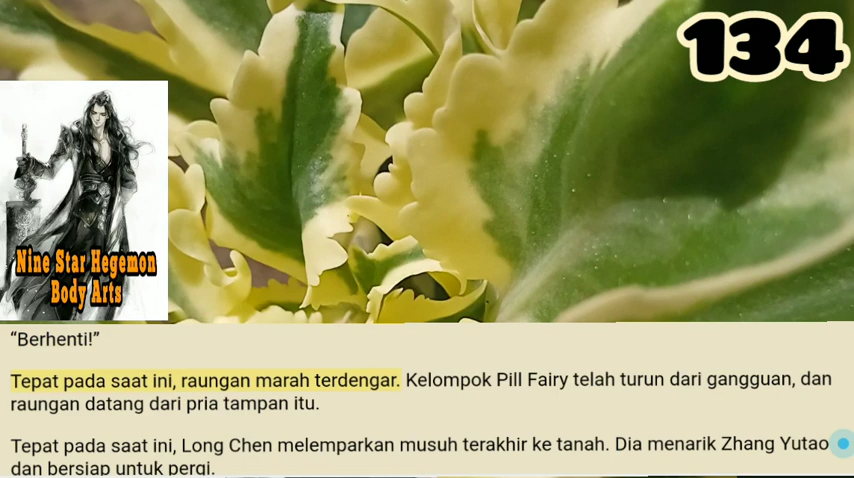 134
Nine Star Hegemon
Body Arts
“Berhenti!”
Tepat pada saat ini, raungan marah terdengar. Kelompok Pill Fairy telah turun dari gangguan, dan
raungan datang dari pria tampan itu.
Tepat pada saat ini, Long Chen melemparkan musuh terakhir ke tanah. Dia menarik Zhang Yutao
dan bersiap untuk pergi.